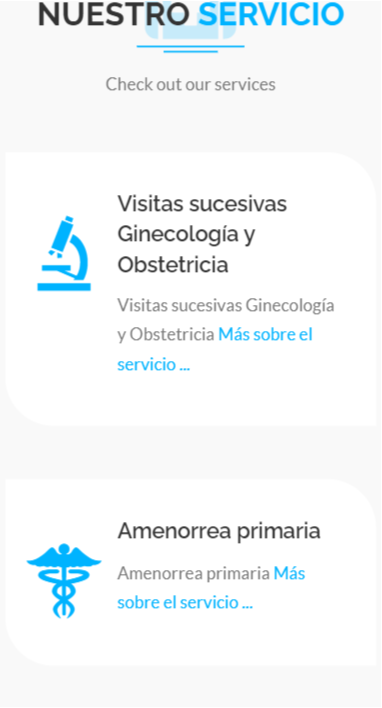 NUESTRO SERVICIO
Check out our services
Visitas sucesivas
Ginecología y
Obstetricia
Visitas sucesivas Ginecología
y Obstetricia Más sobre el
servicio ...
Amenorrea primaria
Amenorrea primaria Más
sobre el servicio ...